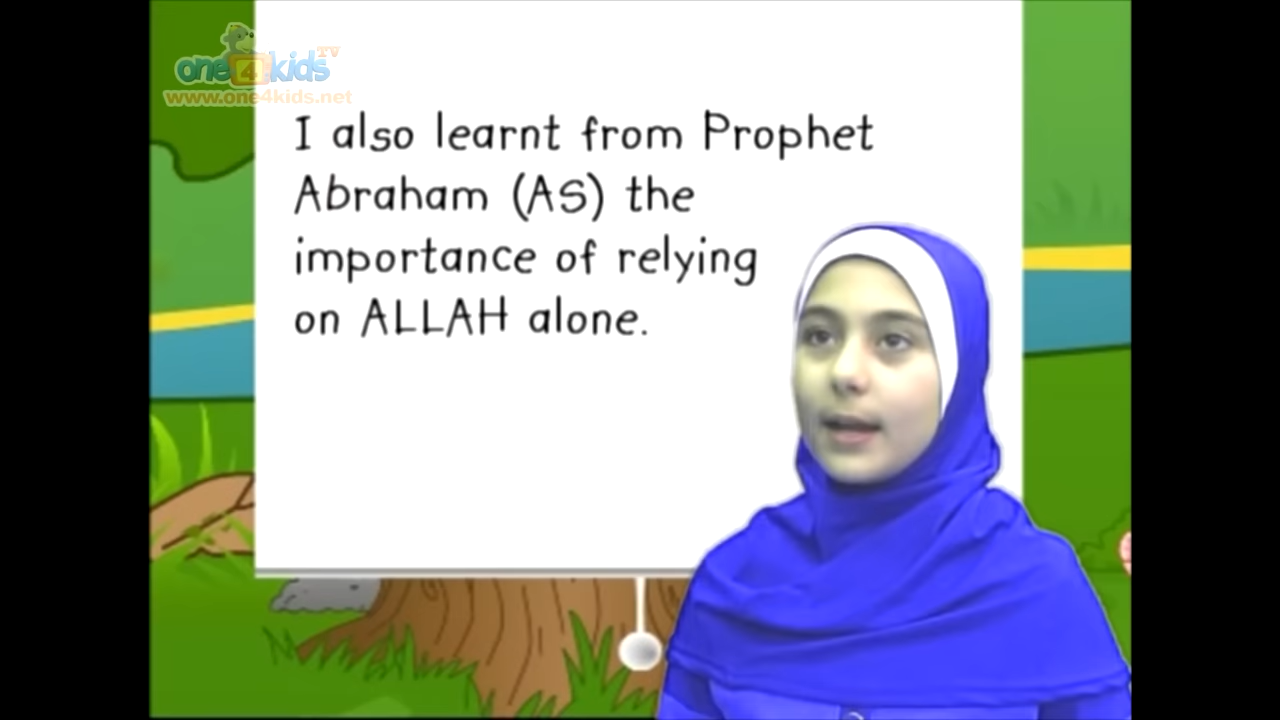 one4kids TV
www.one4kids.net
I also learnt from Prophet
Abraham (AS) the
importance of relying
on ALLAH alone.